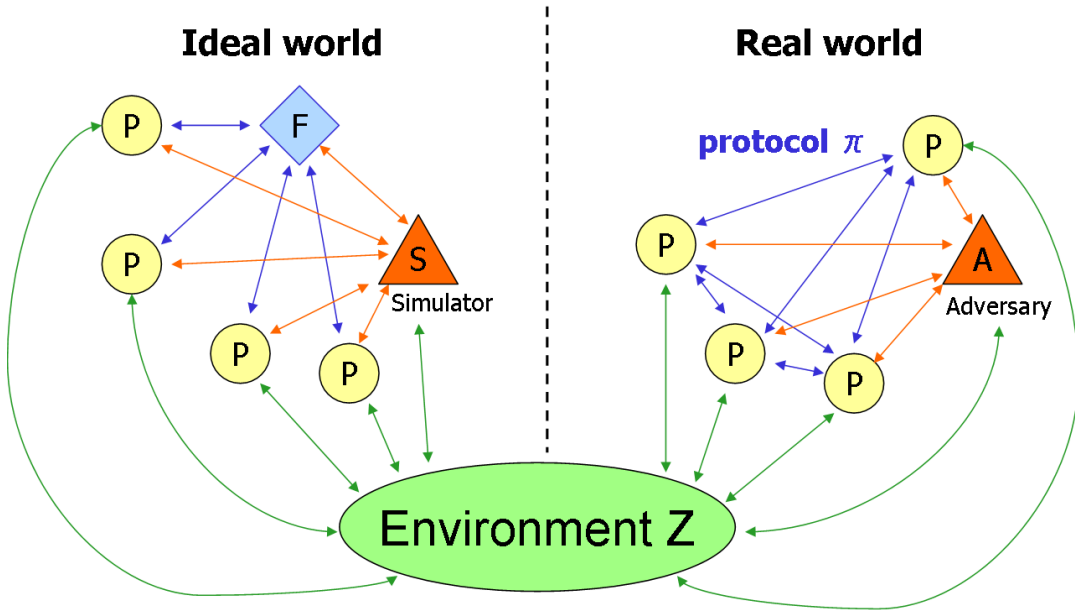 Ideal world
Real world
P
F
P
protocol π
P
P
P
S
A
Simulator
Adversary
P
P
P
P
Environment Z